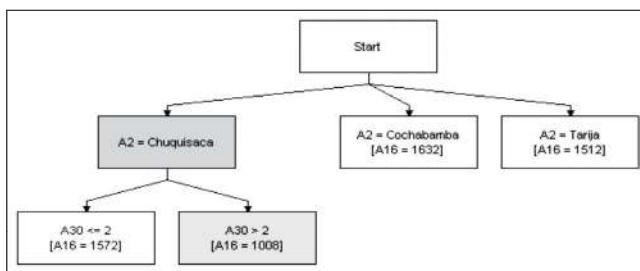 Start
A2 = Chuquisaca
A2 = Cochabamba
[A16 = 1632]
A2 = Tarija
[A16 = 1512]
A30 <= 2
[A16 = 1572]
A30 > 2
[A16 = 1008]